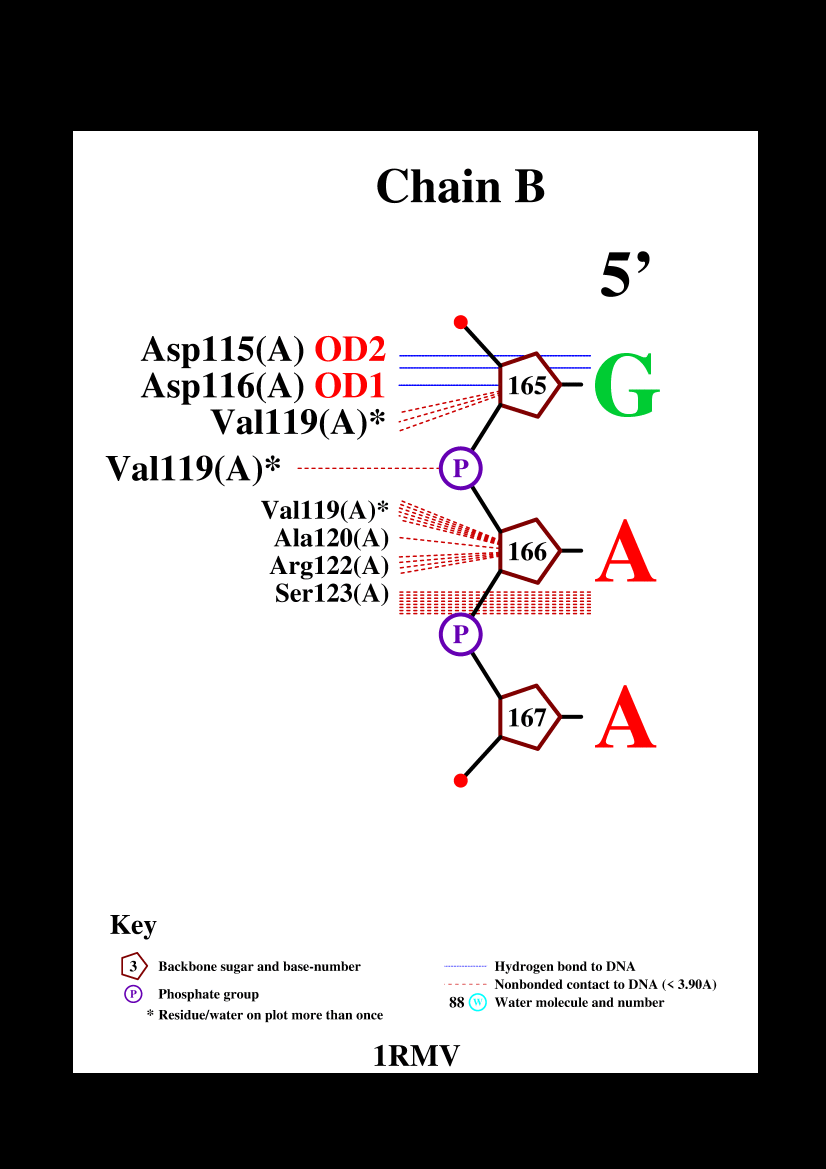 Chain B
5’
Asp115(A) OD2
Asp116(A) OD1
165 G
Val119(A)*
Val119(A)* P
Val119(A)*
Ala120(A)
166 A
Arg122(A)
Ser123(A)
P
167 A
Key
3 Backbone sugar and base-number
P Phosphate group
* Residue/water on plot more than once
Hydrogen bond to DNA
Nonbonded contact to DNA (< 3.90A)
88 W Water molecule and number
1RMV